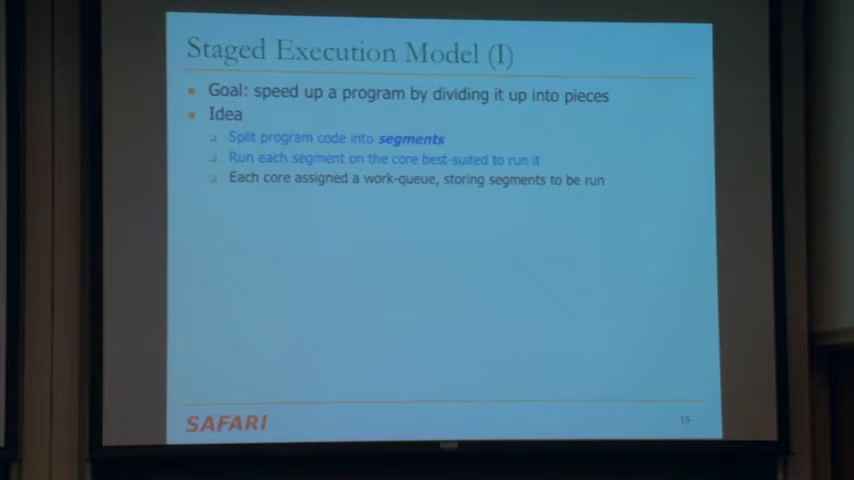 Staged Execution Model (I)
Goal: speed up a program by dividing it up into pieces
Idea
Split program code into segments
Run each segment on the core best-suited to run it
Each core assigned a work-queue, storing segments to be run
SAFARI
15